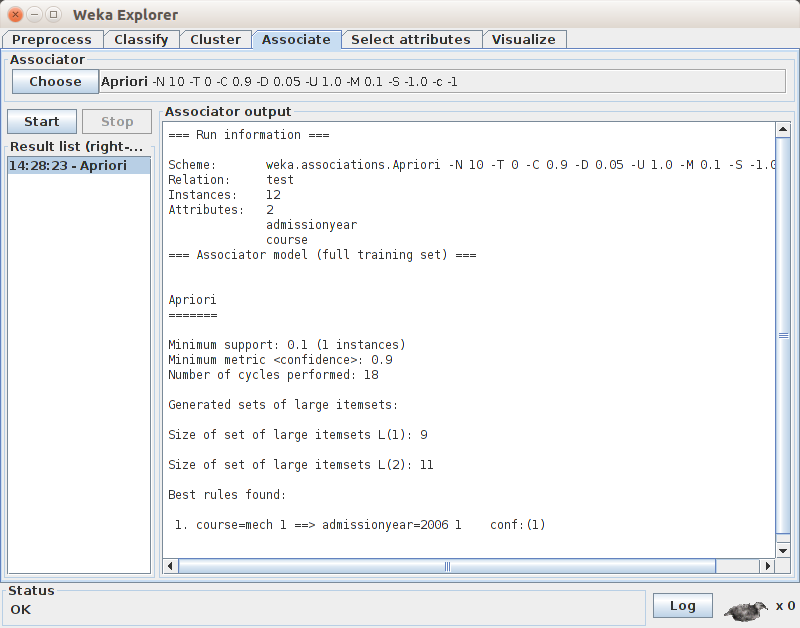 Weka Explorer
Preprocess Classify Cluster Associate Select attributes Visualize
Associator
Choose Apriori -N 10 -T 0 -C 0.9 -D 0.05 -U 1.0 -M 0.1 -S -1.0 -c -1
Start Stop
Result list (right-...
14:28:23 - Apriori
Associator output
=== Run information ===
Scheme: weka.associations.Apriori -N 10 -T 0 -C 0.9 -D 0.05 -U 1.0 -M 0.1 -S -1.0
Relation: test
Instances: 12
Attributes: 2
admissionyear
course
=== Associator model (full training set) ===
Apriori
=======
Minimum support: 0.1 (1 instances)
Minimum metric <confidence>: 0.9
Number of cycles performed: 18
Generated sets of large itemsets:
Size of set of large itemsets L(1): 9
Size of set of large itemsets L(2): 11
Best rules found:
1. course=mech 1 ==> admissionyear=2006 1 conf:(1)
Status
OK
Log
x 0